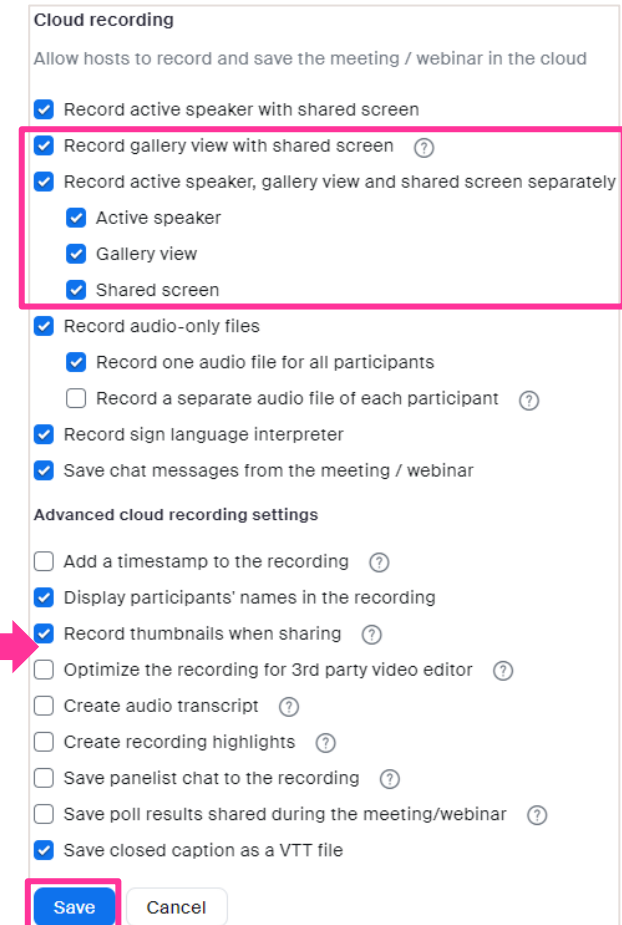 Cloud recording
Allow hosts to record and save the meeting / webinar in the cloud
Record active speaker with shared screen
Record gallery view with shared screen ?
Record active speaker, gallery view and shared screen separately
Active speaker
Gallery view
Shared screen
Record audio-only files
Record one audio file for all participants
Record a separate audio file of each participant ?
Record sign language interpreter
Save chat messages from the meeting / webinar
Advanced cloud recording settings
Add a timestamp to the recording ?
Display participants' names in the recording
Record thumbnails when sharing ?
Optimize the recording for 3rd party video editor ?
Create audio transcript ?
Create recording highlights ?
Save panelist chat to the recording ?
Save poll results shared during the meeting/webinar ?
Save closed caption as a VTT file
Save Cancel